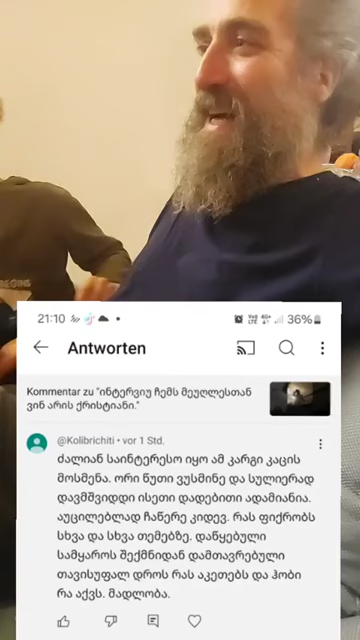 21:10
36%
Antworten
Kommentar zu "ინტერვიუ ჩემს მეუღლესთან
ვინ არის ქრისტიანი."
@Kolibrichiti • vor 1 Std.
ძალიან საინტერესო იყო ამ კარგი კაცის
მოსმენა. ორი წუთი ვუსმინე და სულიერად
დავმშვიდდი ისეთი დადებითი ადამიანია.
აუცილებლად ჩაწერე კიდევ. რას ფიქრობს
სხვა და სხვა თემებზე. დაწყებული
სამყაროს შექმნიდან დამთავრებული
თავისუფალ დროს რას აკეთებს და ჰობი
რა აქვს. მადლობა.